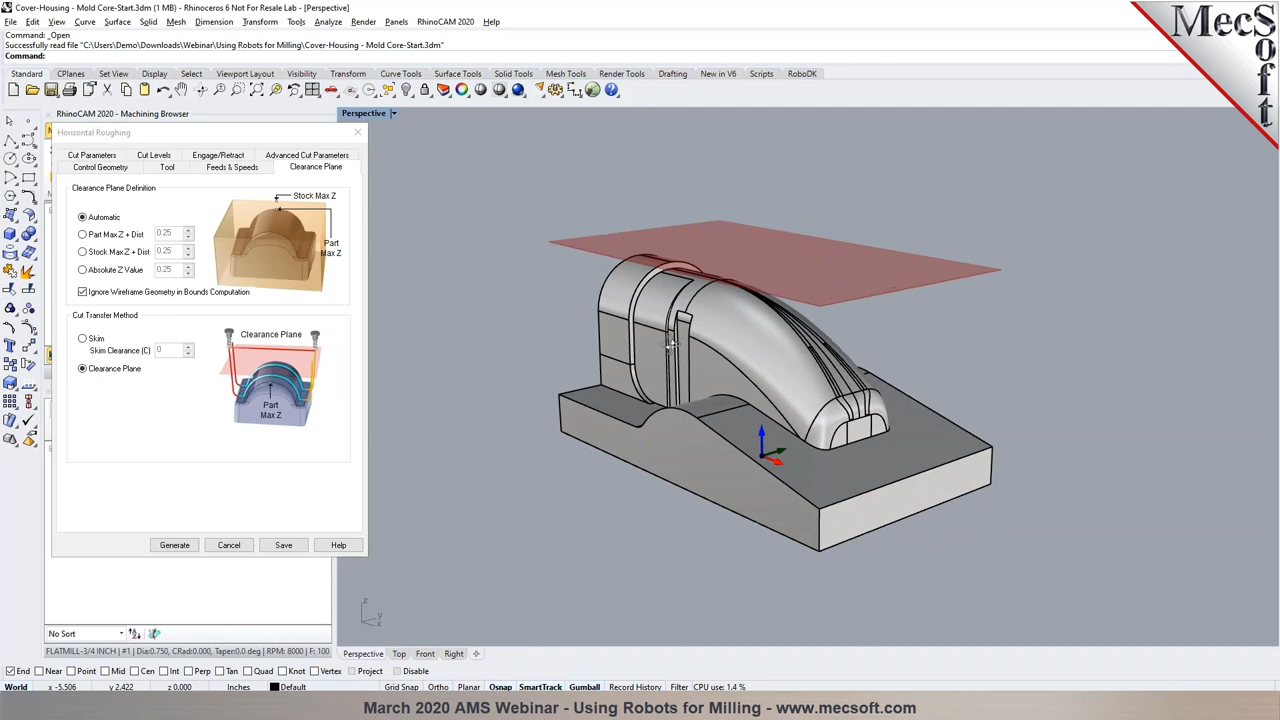 Cover-Housing - Mold Core-Start.3dm (1 MB) - Rhinoceros 6 Not For Resale Lab - [Perspective]
File Edit View Curve Surface Solid Mesh Dimension Transform Tools Analyze Render Panels RhinoCAM 2020 Help
Command: _Open
Successfully read file "C:\Users\Demo\Downloads\Webinar\Using Robots for Milling\Cover-Housing - Mold Core-Start.3dm"
Command:
Standard CPlanes Set View Display Select Viewport Layout Visibility Transform Curve Tools Surface Tools Solid Tools Mesh Tools Render Tools Drafting New in V6 Scripts RoboDK
MecSoft
RhinoCAM 2020 - Machining Browser
Perspective
Horizontal Roughing
Cut Parameters Cut Levels Engage/Retract Advanced Cut Parameters
Control Geometry Tool Feeds & Speeds Clearance Plane
Clearance Plane Definition
Automatic
Part Max Z + Dist 0.25
Stock Max Z + Dist 0.25
Absolute Z Value 0.25
Stock Max Z
Part
Max Z
Ignore Wireframe Geometry in Bounds Computation
Cut Transfer Method
Skim
Skim Clearance (C) 0
Clearance Plane
Clearance Plane
Part
Max Z
Generate Cancel Save Help
z
y
x
No Sort
FLATMILL-3/4 INCH | #1 | Dia:0.750, CRad:0.000, Taper:0.0 deg | RPM: 8000 | F: 100
Perspective Top Front Right
End Near Point Mid Cen Int Perp Tan Quad Knot Vertex Project Disable
World x -5.506 y 2.422 z 0.000 Inches Default Grid Snap Ortho Planar Osnap SmartTrack Gumball Record History Filter CPU use: 1.4 %
March 2020 AMS Webinar - Using Robots for Milling - www.mecsoft.com